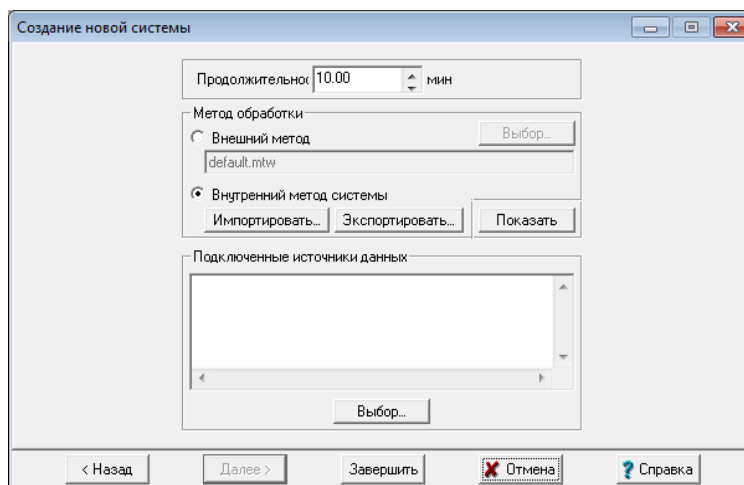 Создание новой системы
Продолжительнос 10.00 мин
Метод обработки
Внешний метод Выбор...
default.mtw
Внутренний метод системы
Импортировать... Экспортировать... Показать
Подключенные источники данных
Выбор...
< Назад Далее > Завершить Отмена ? Справка